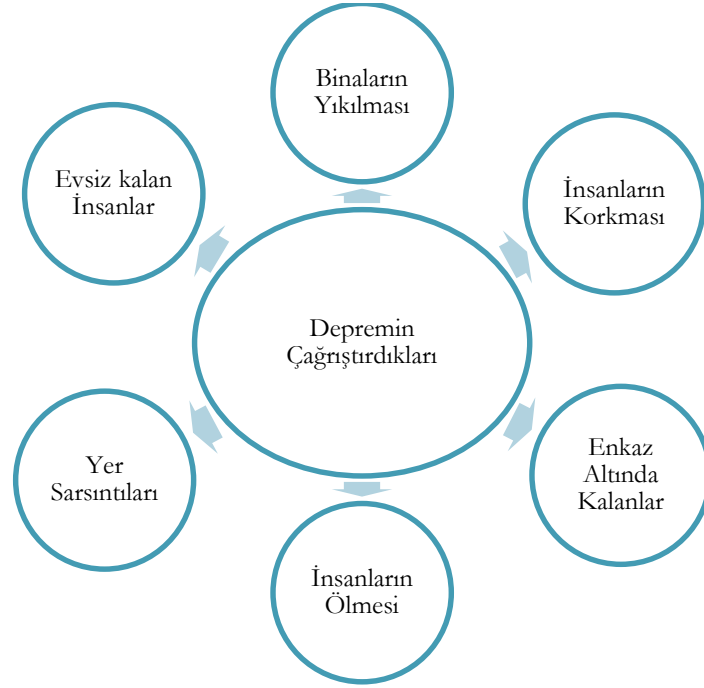 Binaların
Yıkılması
Evsiz kalan
İnsanlar
İnsanların
Korkması
Depremin
Çağrıştırdıkları
Yer
Sarsıntıları
Enkaz
Altında
Kalanlar
İnsanların
Ölmesi